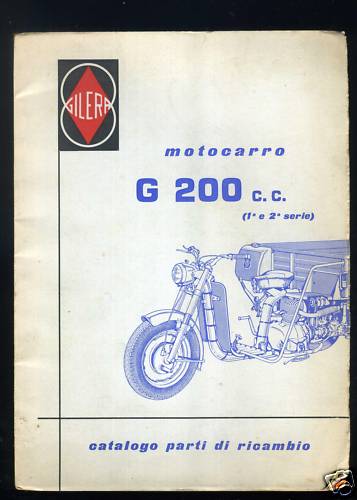 GILERA
motocarro
G 200 c.c.
(1ª e 2ª serie)
catalogo parti di ricambio